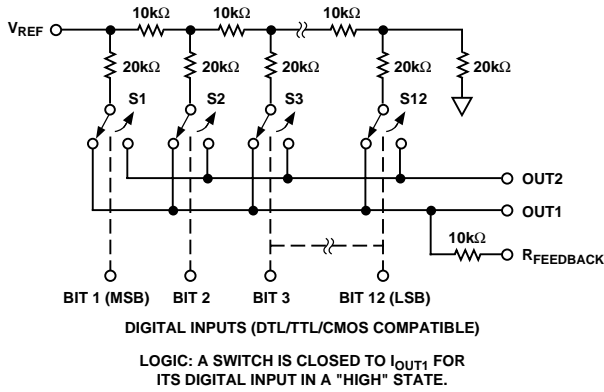 10kΩ 10kΩ 10kΩ
VREF
20kΩ 20kΩ 20kΩ 20kΩ 20kΩ
S1 S2 S3 S12
OUT2
OUT1
10kΩ
RFEEDBACK
BIT 1 (MSB) BIT 2 BIT 3 BIT 12 (LSB)
DIGITAL INPUTS (DTL/TTL/CMOS COMPATIBLE)
LOGIC: A SWITCH IS CLOSED TO IOUT1 FOR
ITS DIGITAL INPUT IN A "HIGH" STATE.